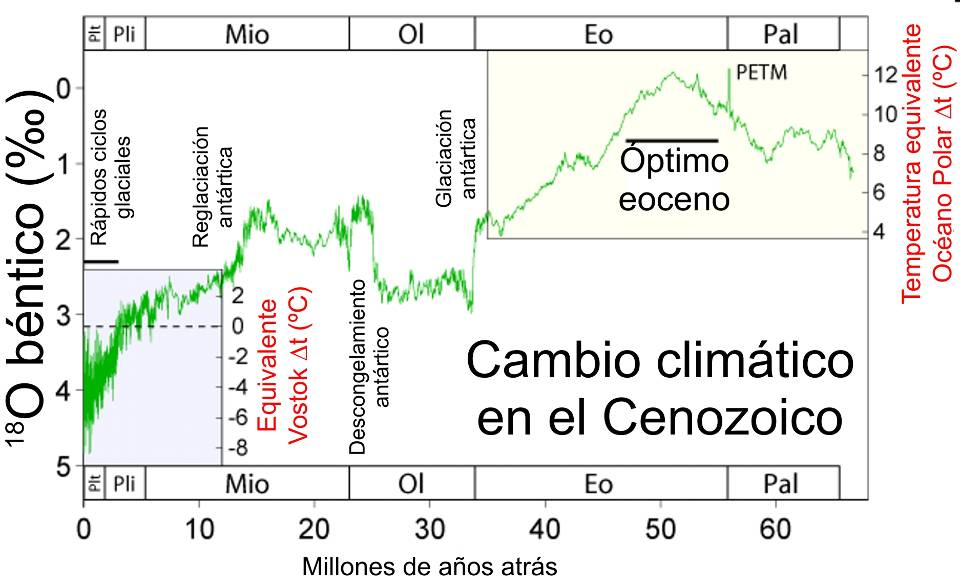 Plt Pli Mio Ol Eo Pal
PETM
Óptimo
eoceno
Rápidos ciclos
glaciales
Reglaciación
antártica
Glaciación
antártica
Descongelamiento
antártico
¹⁸O béntico (‰)
0
1
2
3
4
5
2
0
-2
-4
-6
-8
Equivalente
Vostok Δt (ºC)
12
10
8
6
4
Temperatura equivalente
Océano Polar Δt (ºC)
Cambio climático
en el Cenozoico
Plt Pli Mio Ol Eo Pal
0 10 20 30 40 50 60
Millones de años atrás